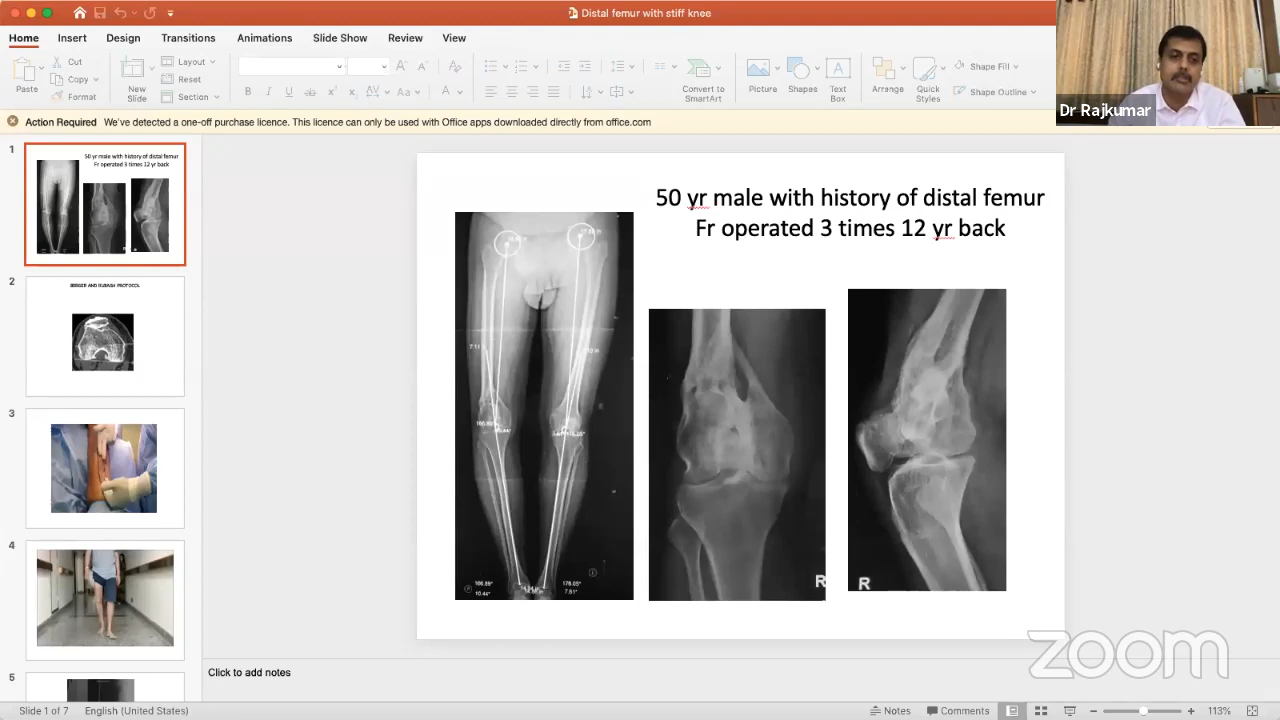 Distal femur with stiff knee
Home Insert Design Transitions Animations Slide Show Review View
Paste
Cut
Copy
Format
New
Slide
Layout
Reset
Section
Convert to
SmartArt
Picture
Shapes
Text
Box
Arrange
Quick
Styles
Shape Fill
Shape Outline
Dr Rajkumar
Action Required We've detected a one-off purchase licence. This licence can only be used with Office apps downloaded directly from office.com
1
50 yr male with history of distal femur
Fr operated 3 times 12 yr back
2
3
4
5
50 yr male with history of distal femur
Fr operated 3 times 12 yr back
R
R
zoom
Click to add notes
Slide 1 of 7 English (United States) Notes Comments 113%